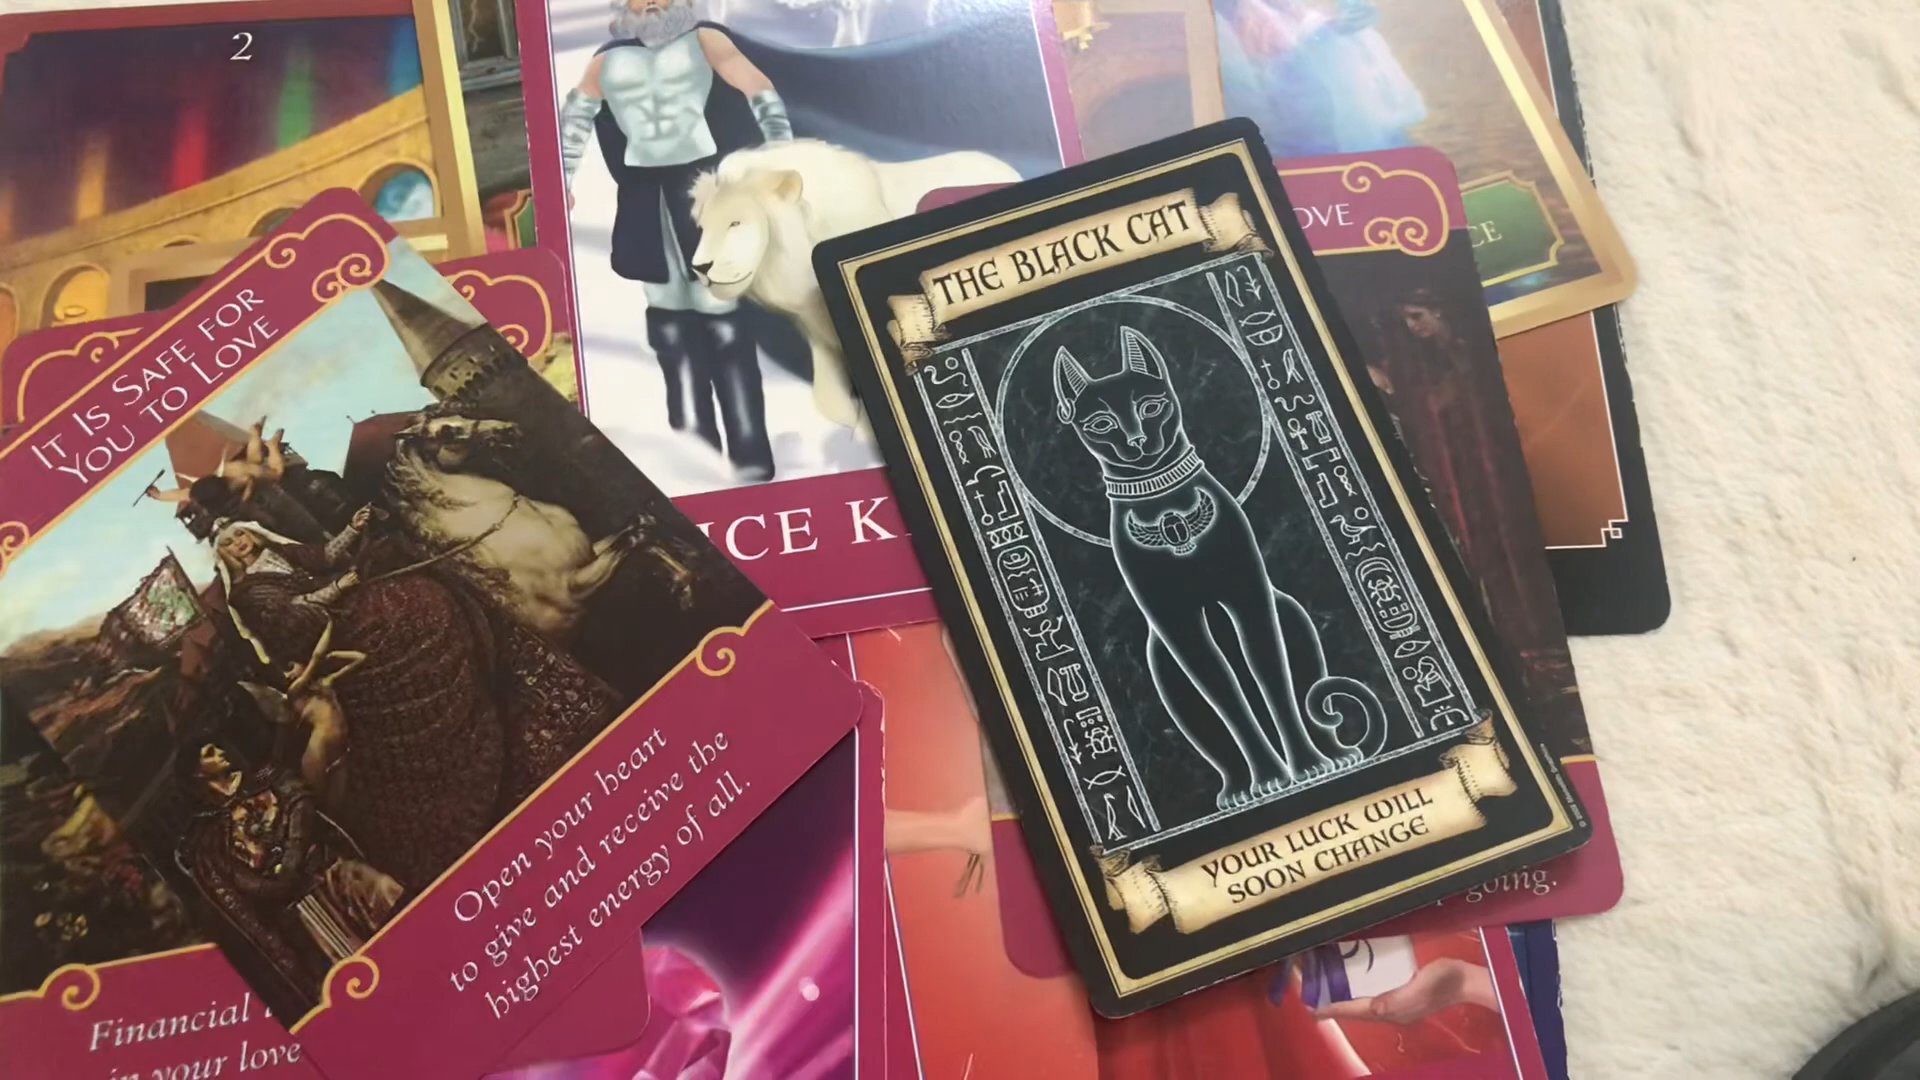 2
IT IS SAFE FOR
YOU TO LOVE
Open your heart
to give and receive the
highest energy of all.
Financial
in your love
ICE K
THE BLACK CAT
YOUR LUCK WILL
SOON CHANGE
OVE
CE
going.